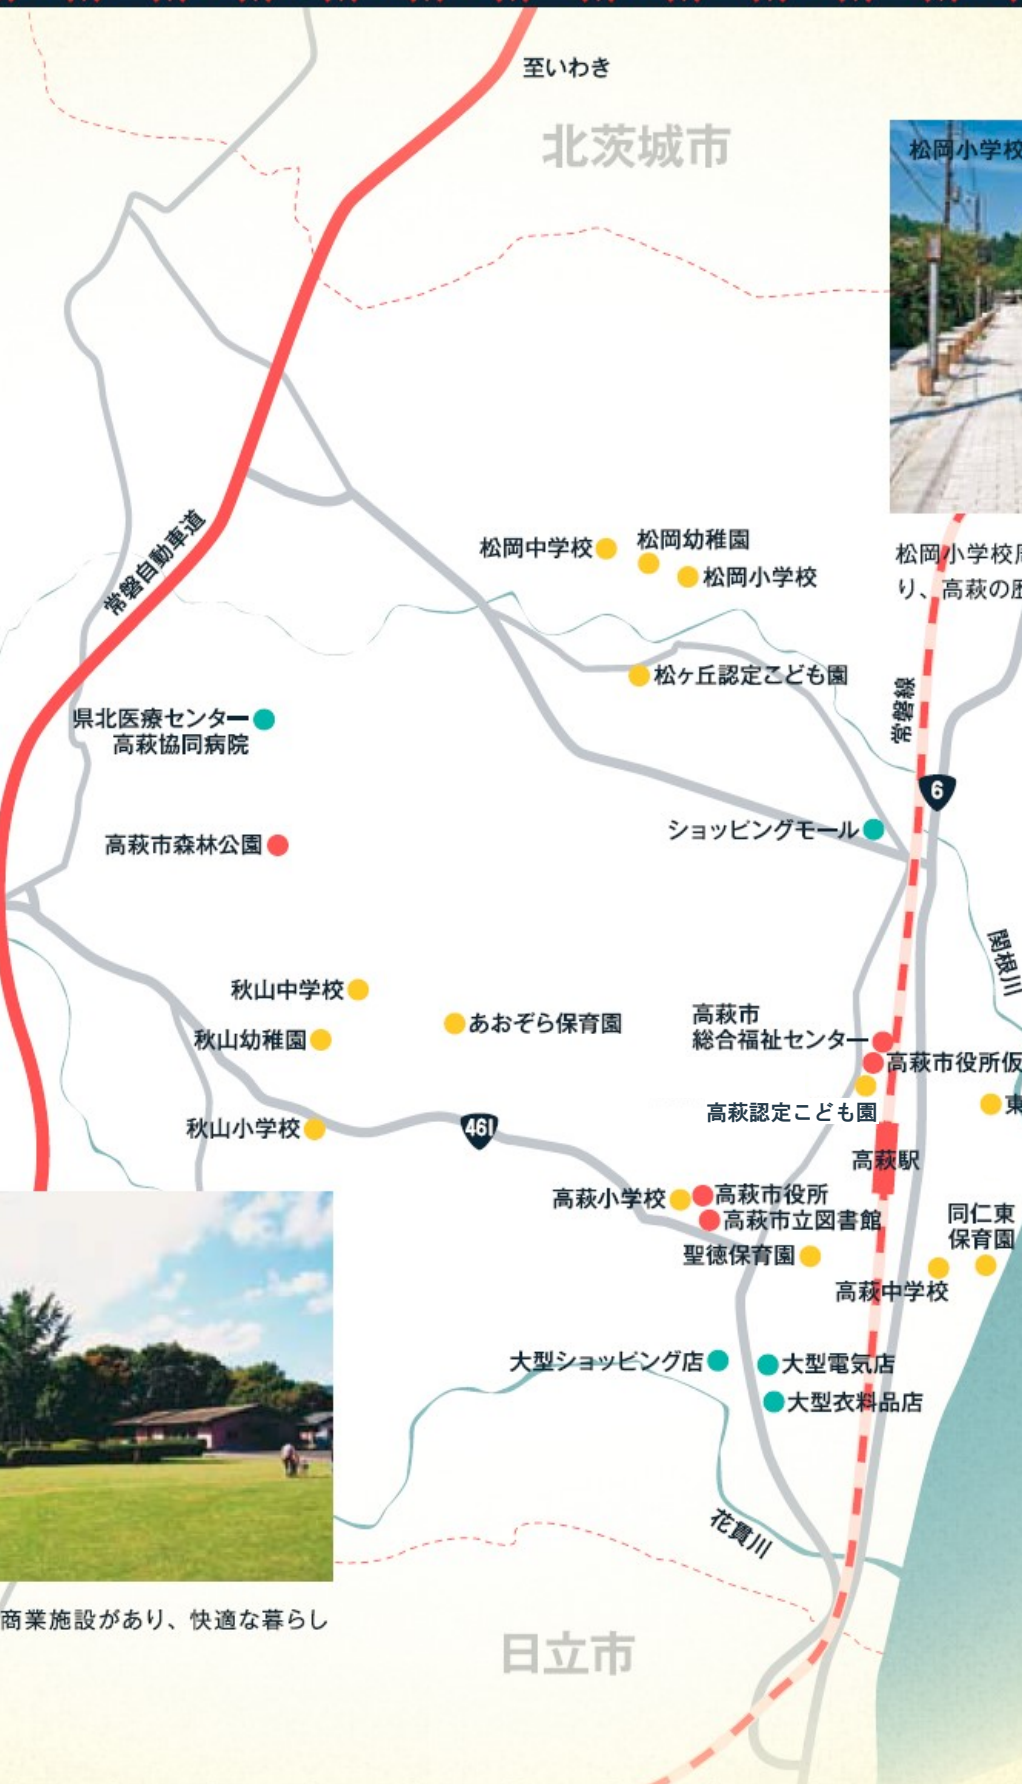 至いわき
北茨城市
松岡小学校
常磐自動車道
松岡中学校
松岡幼稚園
松岡小学校
松岡小学校周
り、高萩の歴
松ヶ丘認定こども園
常磐線
県北医療センター
高萩協同病院
6
ショッピングモール
高萩市森林公園
関根川
秋山中学校
あおぞら保育園
秋山幼稚園
高萩市
総合福祉センター
高萩市役所仮
高萩認定こども園
東
秋山小学校
461
高萩駅
高萩小学校
高萩市役所
高萩市立図書館
同仁東
保育園
聖徳保育園
高萩中学校
大型ショッピング店
大型電気店
大型衣料品店
花貫川
商業施設があり、快適な暮らし
日立市